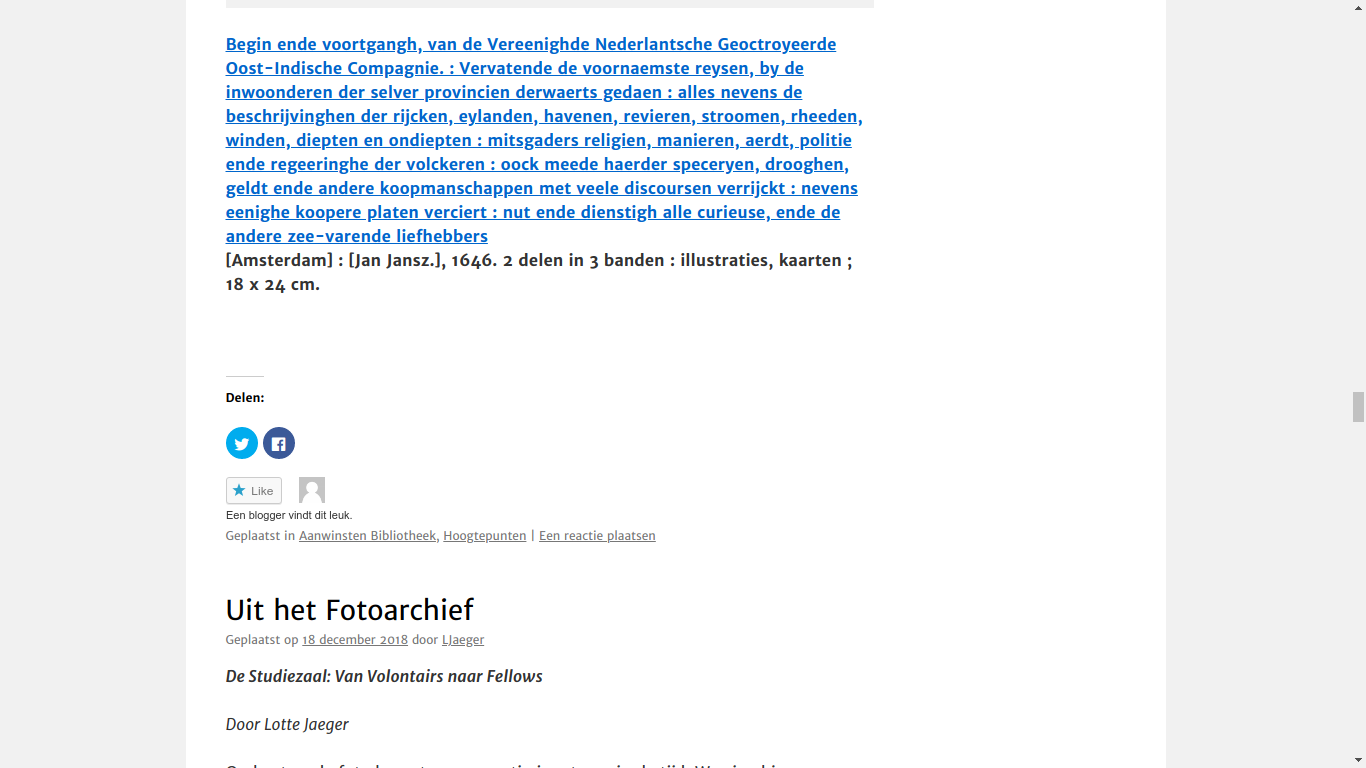 Begin ende voortgangh, van de Vereenighde Nederlantsche Geoctroyeerde
Oost-Indische Compagnie. : Vervatende de voornaemste reysen, by de
inwoonderen der selver provincien derwaerts gedaen : alles nevens de
beschrijvinghen der rijcken, eylanden, havenen, revieren, stroomen, rheeden,
winden, diepten en ondiepten : mitsgaders religien, manieren, aerdt, politie
ende regeeringhe der volckeren : oock meede haerder speceryen, drooghen,
geldt ende andere koopmanschappen met veele discoursen verrijckt : nevens
eenighe koopere platen verciert : nut ende dienstigh alle curieuse, ende de
andere zee-varende liefhebbers
[Amsterdam] : [Jan Jansz.], 1646. 2 delen in 3 banden : illustraties, kaarten ;
18 x 24 cm.
Delen:
Like
Een blogger vindt dit leuk.
Geplaatst in Aanwinsten Bibliotheek, Hoogtepunten | Een reactie plaatsen
Uit het Fotoarchief
Geplaatst op 18 december 2018 door LJaeger
De Studiezaal: Van Volontairs naar Fellows
Door Lotte Jaeger